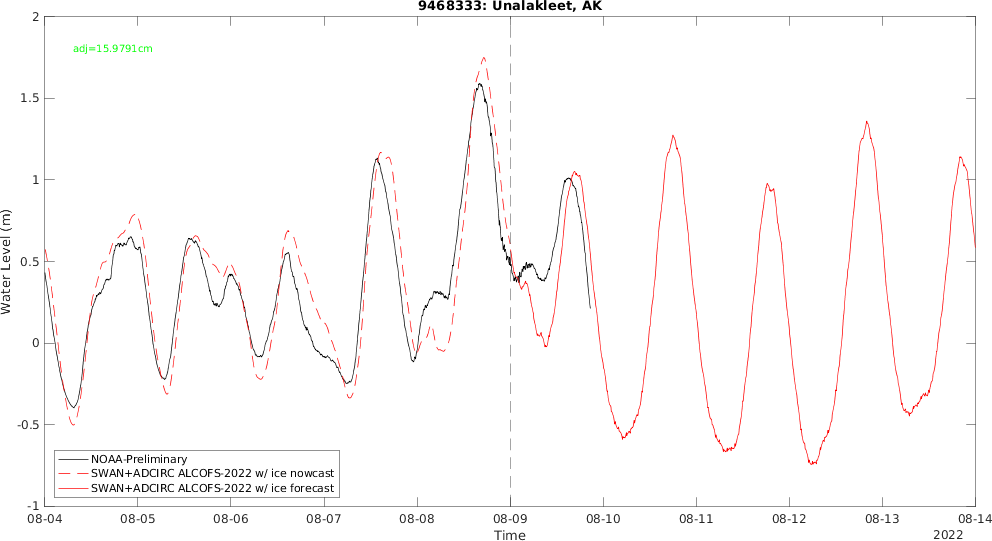 9468333: Unalakleet, AK
adj=15.9791cm
Water Level (m)
2
1.5
1
0.5
0
-0.5
-1
NOAA-Preliminary
SWAN+ADCIRC ALCOFS-2022 w/ ice nowcast
SWAN+ADCIRC ALCOFS-2022 w/ ice forecast
08-04 08-05 08-06 08-07 08-08 08-09 08-10 08-11 08-12 08-13 08-14
Time
2022